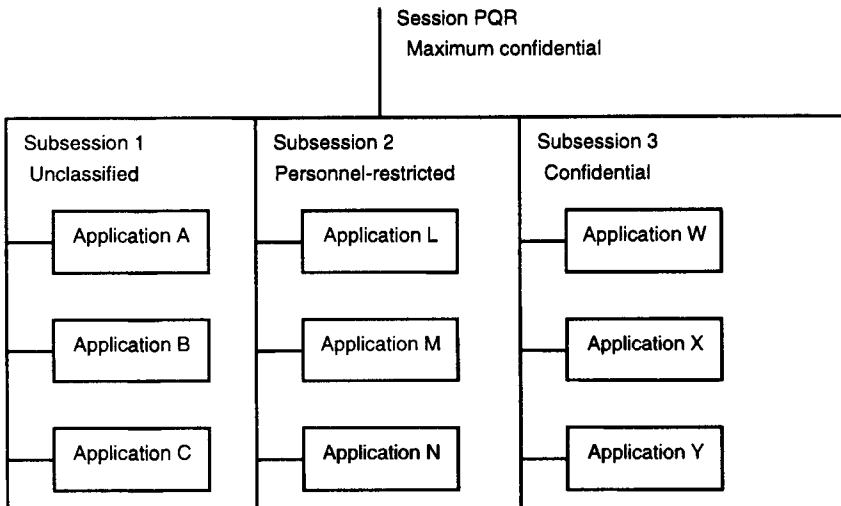 Session PQR
Maximum confidential
Subsession 1
Unclassified
Application A
Application B
Application C
Subsession 2
Personnel-restricted
Application L
Application M
Application N
Subsession 3
Confidential
Application W
Application X
Application Y